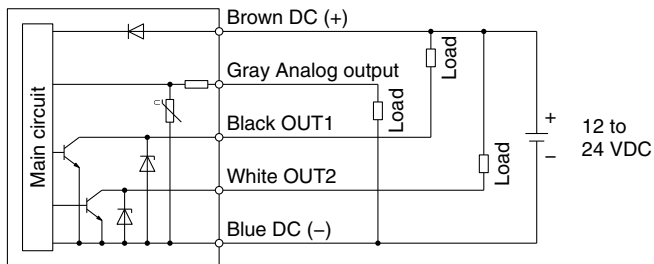 Brown DC (+)
Gray Analog output
Black OUT1
White OUT2
Blue DC (−)
Main circuit
Load
Load
Load
+
−
12 to
24 VDC